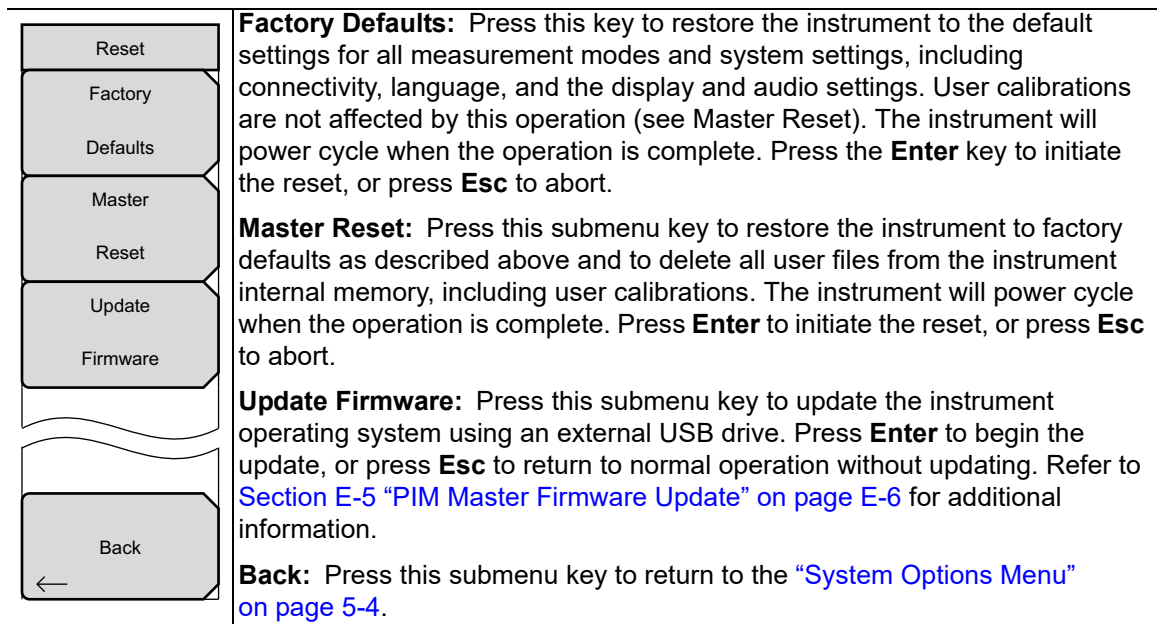 Reset
Factory
Defaults
Master
Reset
Update
Firmware
Back
Factory Defaults: Press this key to restore the instrument to the default
settings for all measurement modes and system settings, including
connectivity, language, and the display and audio settings. User calibrations
are not affected by this operation (see Master Reset). The instrument will
power cycle when the operation is complete. Press the Enter key to initiate
the reset, or press Esc to abort.
Master Reset: Press this submenu key to restore the instrument to factory
defaults as described above and to delete all user files from the instrument
internal memory, including user calibrations. The instrument will power cycle
when the operation is complete. Press Enter to initiate the reset, or press Esc
to abort.
Update Firmware: Press this submenu key to update the instrument
operating system using an external USB drive. Press Enter to begin the
update, or press Esc to return to normal operation without updating. Refer to
Section E-5 “PIM Master Firmware Update” on page E-6 for additional
information.
Back: Press this submenu key to return to the “System Options Menu”
on page 5-4.